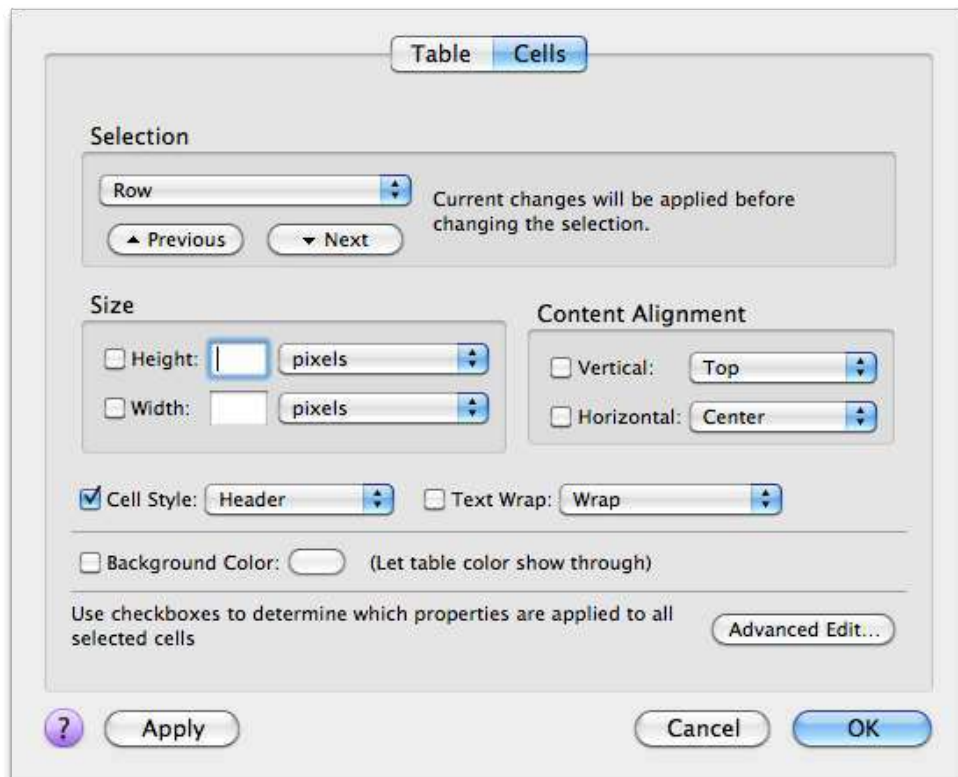 Table Cells
Selection
Row
Current changes will be applied before
changing the selection.
Previous Next
Size
Height: pixels
Width: pixels
Content Alignment
Vertical: Top
Horizontal: Center
Cell Style: Header Text Wrap: Wrap
Background Color: (Let table color show through)
Use checkboxes to determine which properties are applied to all
selected cells
Advanced Edit...
? Apply Cancel OK